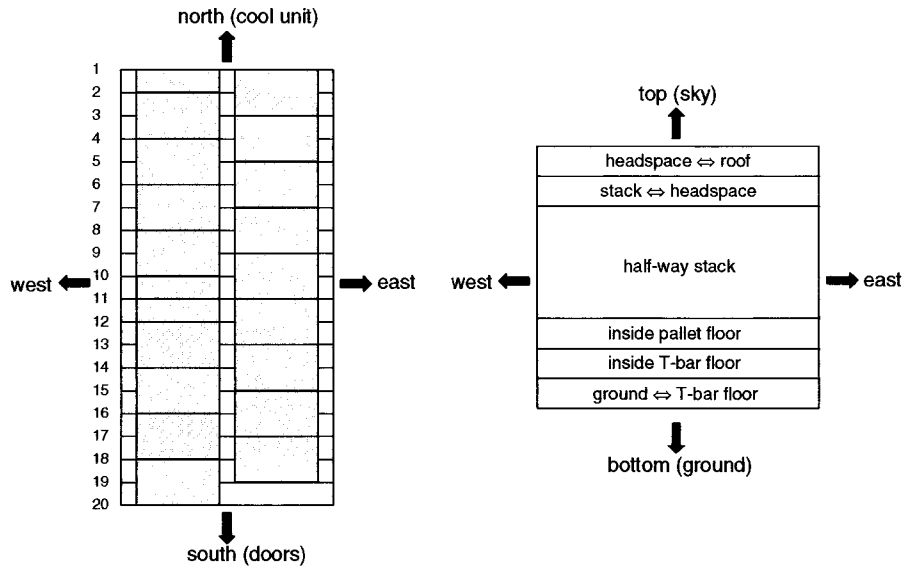 north (cool unit)
1
2
3
4
5
6
7
8
9
10
11
12
13
14
15
16
17
18
19
20
west
east
south (doors)
top (sky)
headspace ⇔ roof
stack ⇔ headspace
half-way stack
west
east
inside pallet floor
inside T-bar floor
ground ⇔ T-bar floor
bottom (ground)